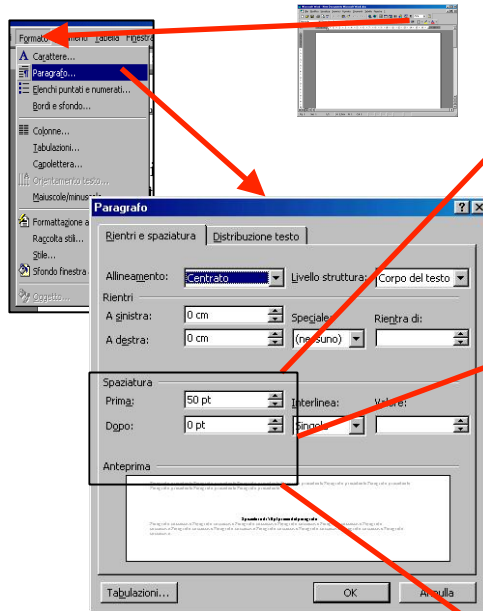 Formato
Tabella Finestra
Carattere...
Paragrafo...
Elenchi puntati e numerati...
Bordi e sfondo...
Colonne...
Tabulazioni...
Capolettera...
Orientamento testo...
Maiuscole/minuscole
Formattazione a
Raccolta stili...
Stile...
Sfondo finestra
Oggetto...
Paragrafo
Rientri e spaziatura
Distribuzione testo
Allineamento: Centrato Livello struttura: Corpo del testo
Rientri
A sinistra: 0 cm Speciale: Rientra di:
A destra: 0 cm (nessuno)
Spaziatura
Prima: 50 pt Interlinea: Valore:
Dopo: 0 pt Singola
Anteprima
Tabulazioni... OK Annulla